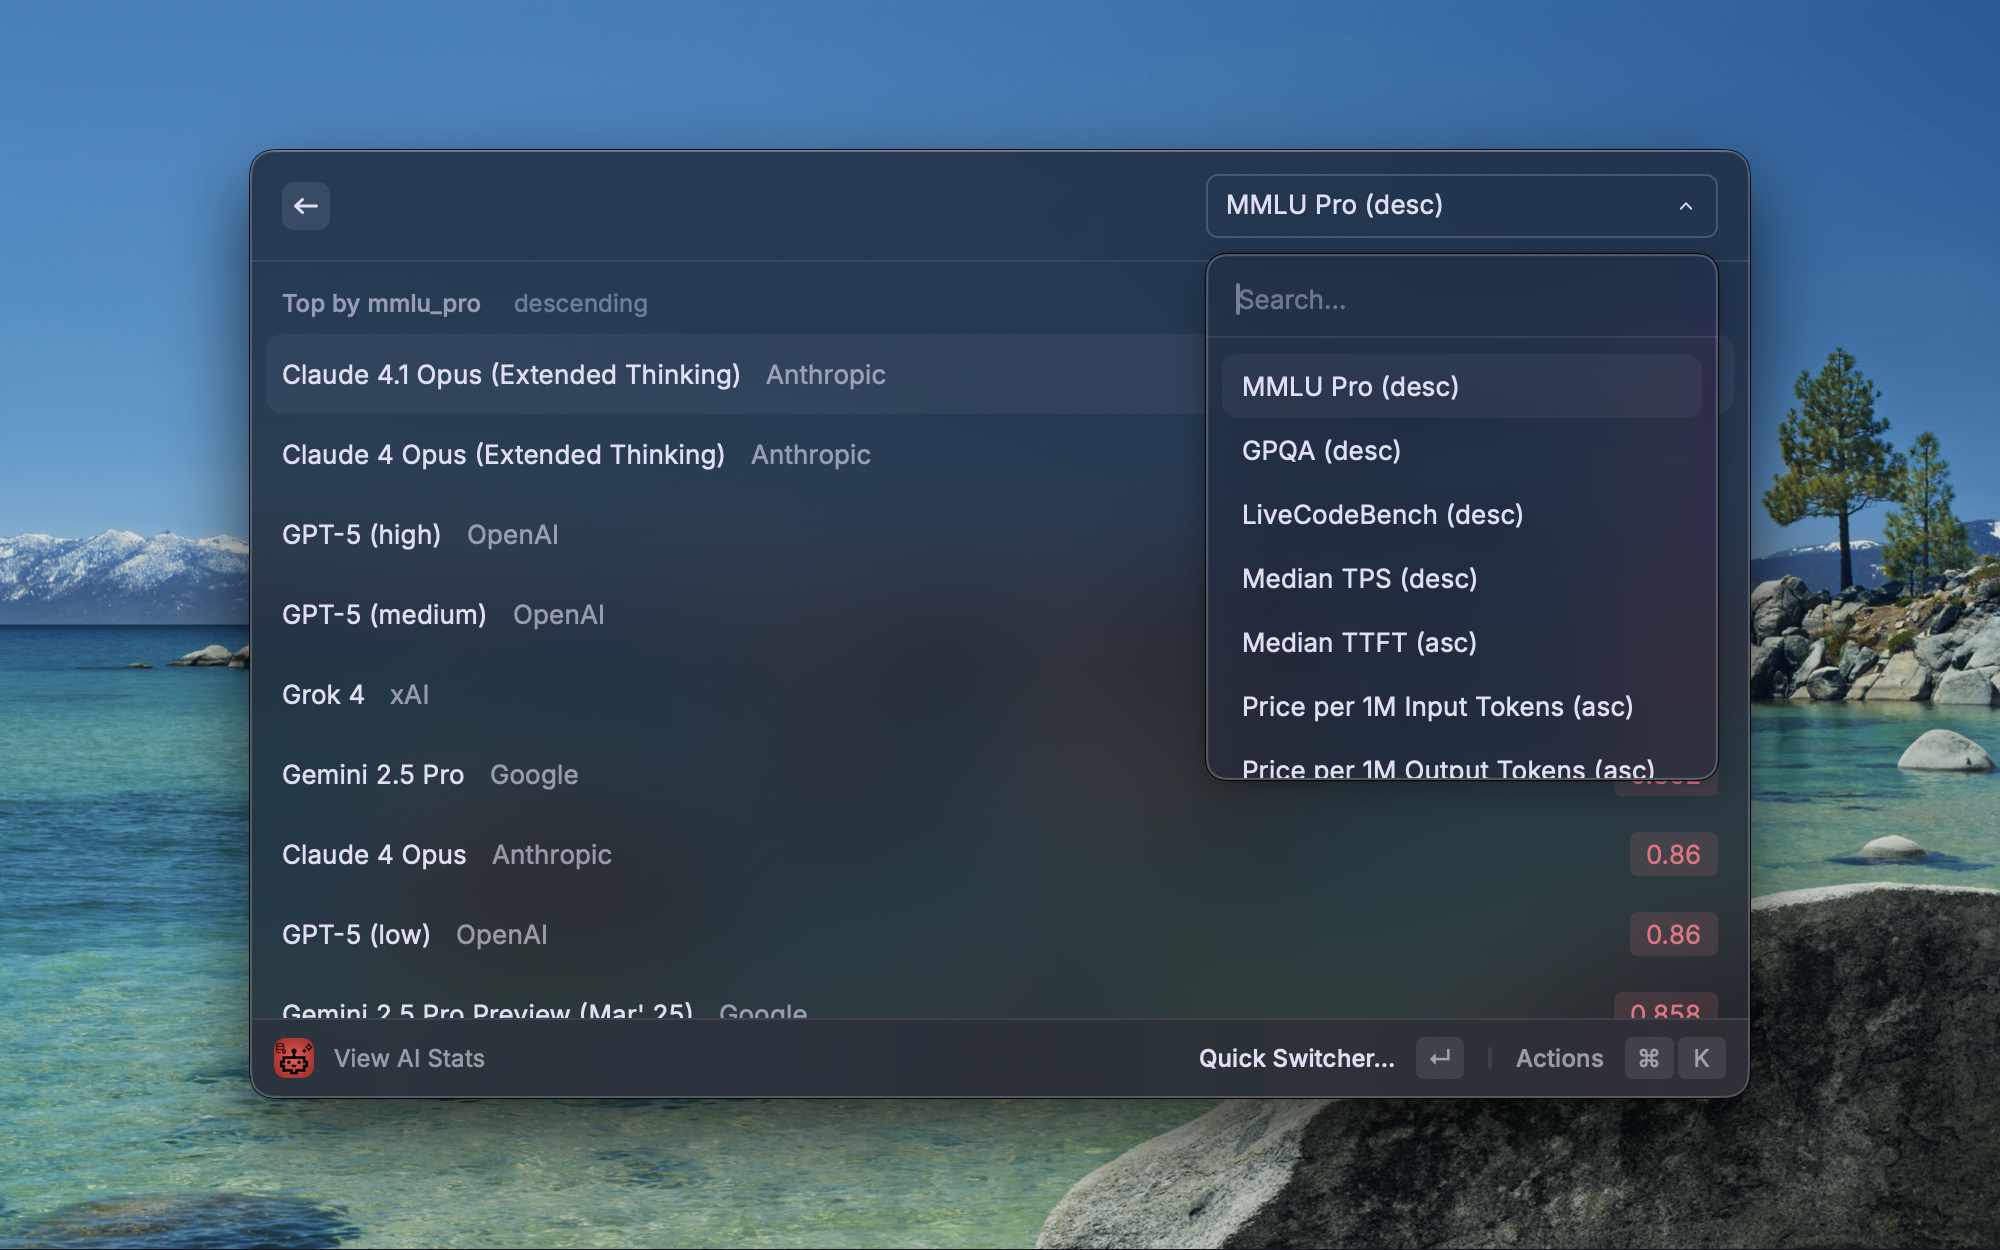 MMLU Pro (desc)
Search...
Top by mmlu_pro descending
MMLU Pro (desc)
GPQA (desc)
LiveCodeBench (desc)
Median TPS (desc)
Median TTFT (asc)
Price per 1M Input Tokens (asc)
Price per 1M Output Tokens (asc)
Claude 4.1 Opus (Extended Thinking) Anthropic
Claude 4 Opus (Extended Thinking) Anthropic
GPT-5 (high) OpenAI
GPT-5 (medium) OpenAI
Grok 4 xAI
Gemini 2.5 Pro Google
Claude 4 Opus Anthropic 0.86
GPT-5 (low) OpenAI 0.86
Gemini 2.5 Pro Preview (Mar' 25) Google 0.858
View AI Stats Quick Switcher... Actions ⌘ K